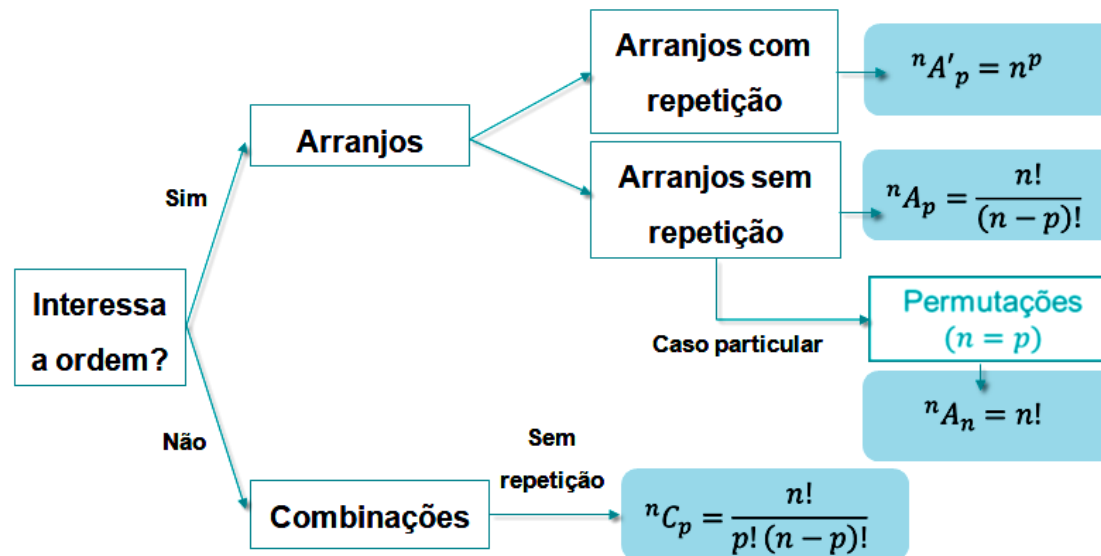 Interessa
a ordem?
Sim
Não
Arranjos
Arranjos com
repetição
ⁿA′ₚ = nᵖ
Arranjos sem
repetição
ⁿAₚ = n! / (n − p)!
Caso particular
Permutações
(n = p)
ⁿAₙ = n!
Combinações
Sem
repetição
ⁿCₚ = n! / p! (n − p)!